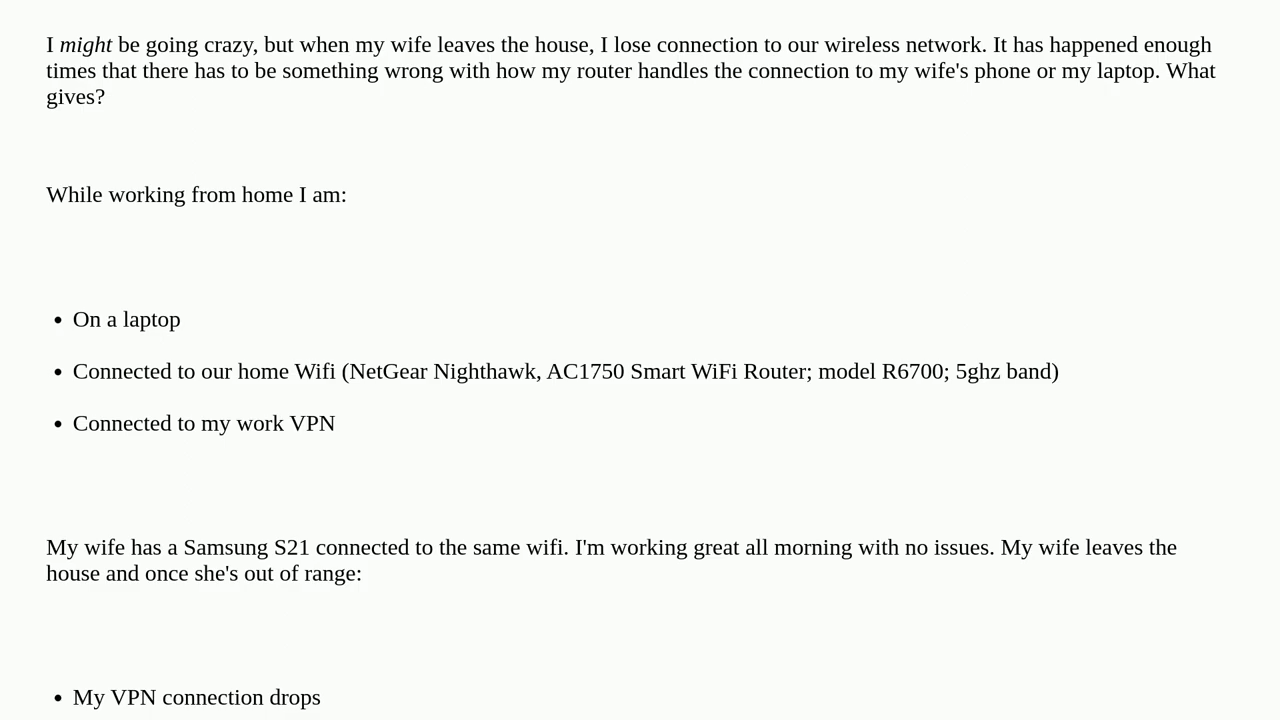 I might be going crazy, but when my wife leaves the house, I lose connection to our wireless network. It has happened enough
times that there has to be something wrong with how my router handles the connection to my wife's phone or my laptop. What
gives?
While working from home I am:
• On a laptop
• Connected to our home Wifi (NetGear Nighthawk, AC1750 Smart WiFi Router; model R6700; 5ghz band)
• Connected to my work VPN
My wife has a Samsung S21 connected to the same wifi. I'm working great all morning with no issues. My wife leaves the
house and once she's out of range:
• My VPN connection drops